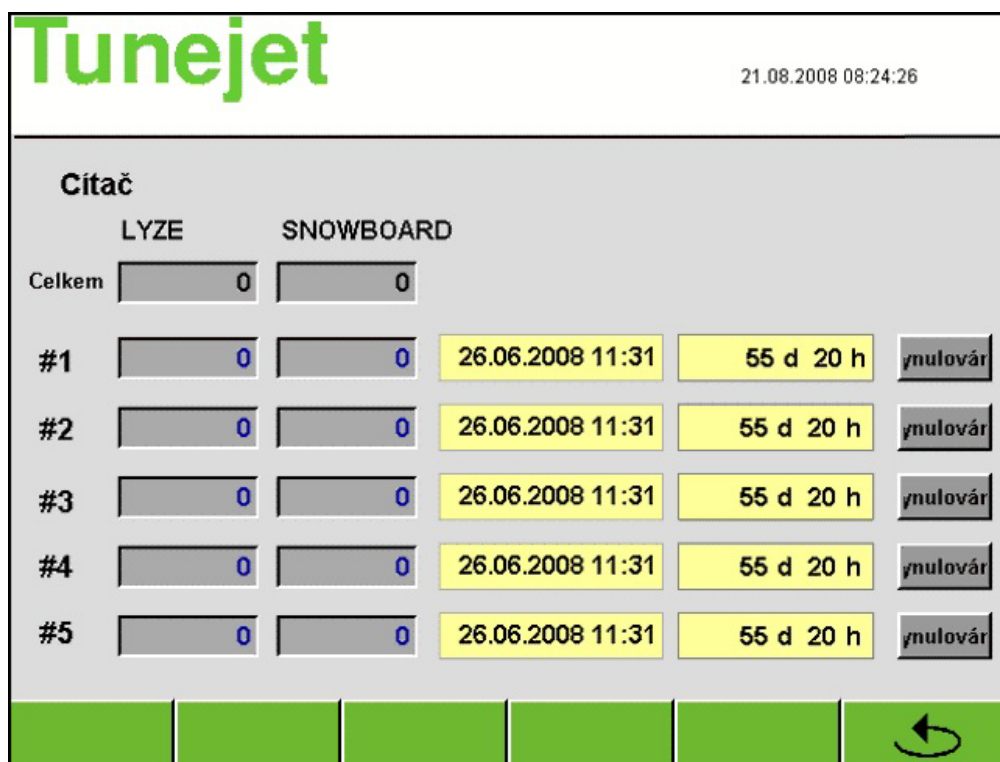 Tunejet
21.08.2008 08:24:26
Cítač
LYZE SNOWBOARD
Celkem 0 0
#1 0 0 26.06.2008 11:31 55 d 20 h ynulovár
#2 0 0 26.06.2008 11:31 55 d 20 h ynulovár
#3 0 0 26.06.2008 11:31 55 d 20 h ynulovár
#4 0 0 26.06.2008 11:31 55 d 20 h ynulovár
#5 0 0 26.06.2008 11:31 55 d 20 h ynulovár